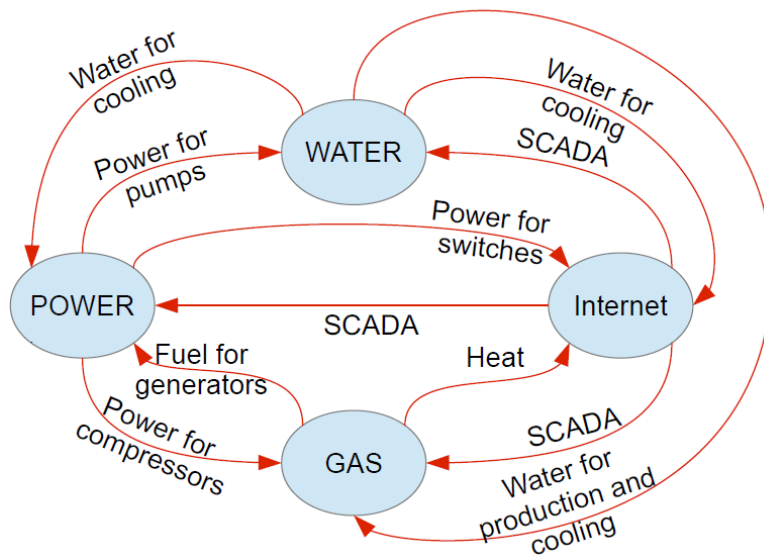 Water for
cooling
Water for
cooling
WATER
SCADA
Power for
pumps
Power for
switches
POWER
Internet
SCADA
Fuel for
generators
Heat
Power for
compressors
GAS
SCADA
Water for
production and
cooling